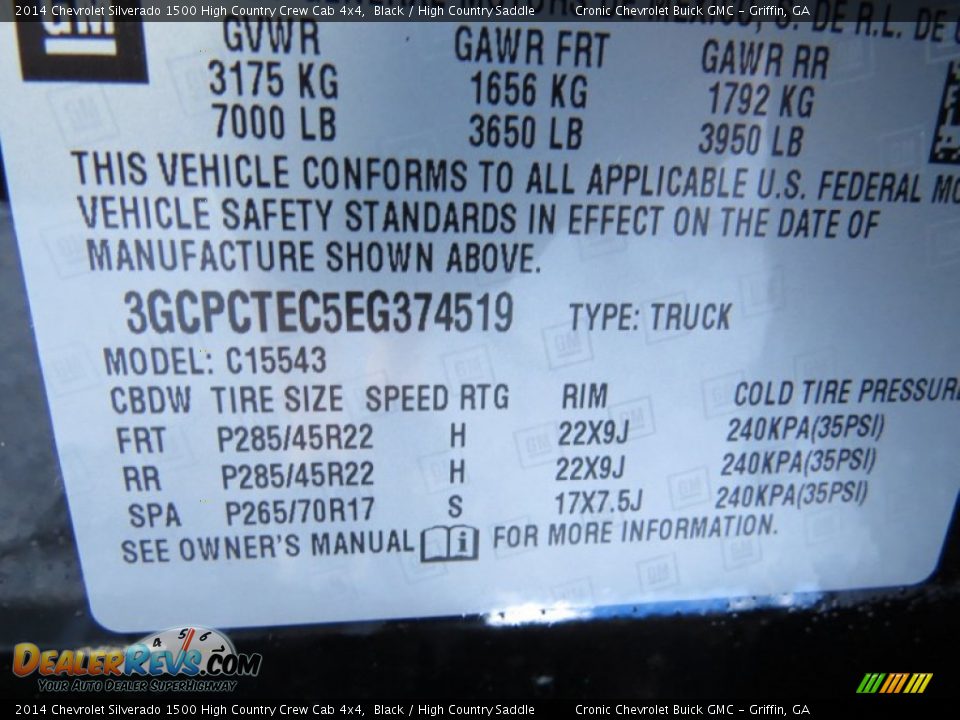 2014 Chevrolet Silverado 1500 High Country Crew Cab 4x4, Black / High Country Saddle Cronic Chevrolet Buick GMC – Griffin, GA
S. DE R.L. DE
GM
GVWR GAWR FRT GAWR RR
3175 KG 1656 KG 1792 KG
7000 LB 3650 LB 3950 LB
THIS VEHICLE CONFORMS TO ALL APPLICABLE U.S. FEDERAL MO
VEHICLE SAFETY STANDARDS IN EFFECT ON THE DATE OF
MANUFACTURE SHOWN ABOVE.
3GCPCTEC5EG374519 TYPE: TRUCK
MODEL: C15543
CBDW TIRE SIZE SPEED RTG RIM COLD TIRE PRESSURE
FRT P285/45R22 H 22X9J 240KPA(35PSI)
RR P285/45R22 H 22X9J 240KPA(35PSI)
SPA P265/70R17 S 17X7.5J 240KPA(35PSI)
SEE OWNER'S MANUAL i FOR MORE INFORMATION.
DEALERREVS.COM
Your Auto Dealer SuperHighway
2014 Chevrolet Silverado 1500 High Country Crew Cab 4x4, Black / High Country Saddle Cronic Chevrolet Buick GMC – Griffin, GA